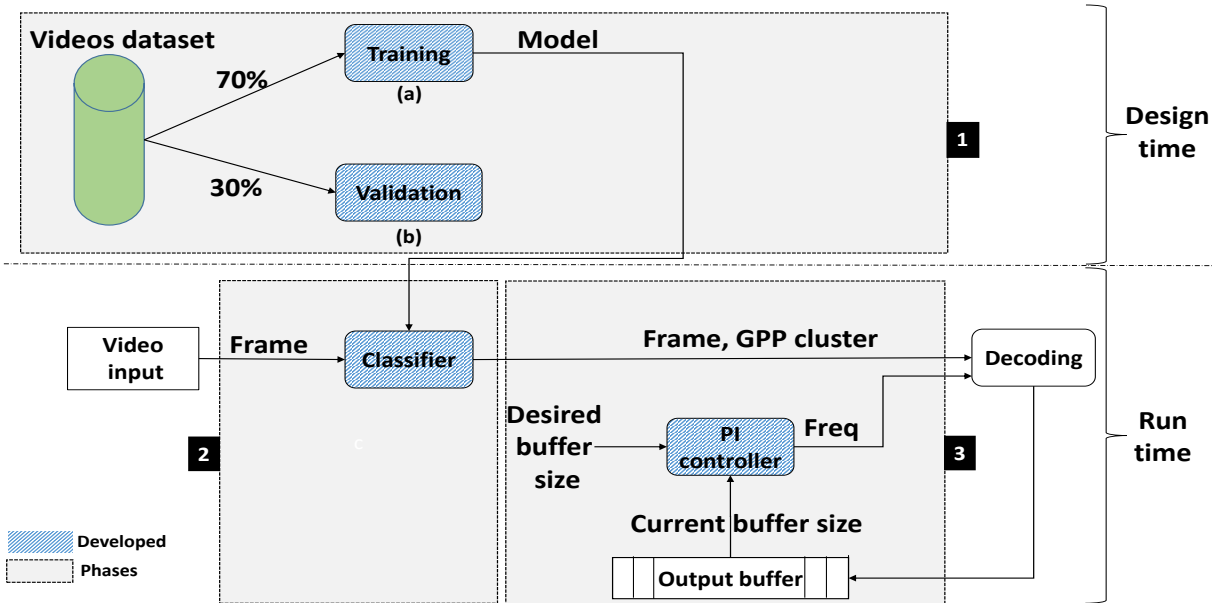 Videos dataset
Training
Model
70%
(a)
1
Design
time
30%
Validation
(b)
Video
input
Frame
Classifier
Frame, GPP cluster
Decoding
Desired
buffer
size
PI
controller
Freq
2
c
3
Run
time
Current buffer size
Output buffer
Developed
Phases